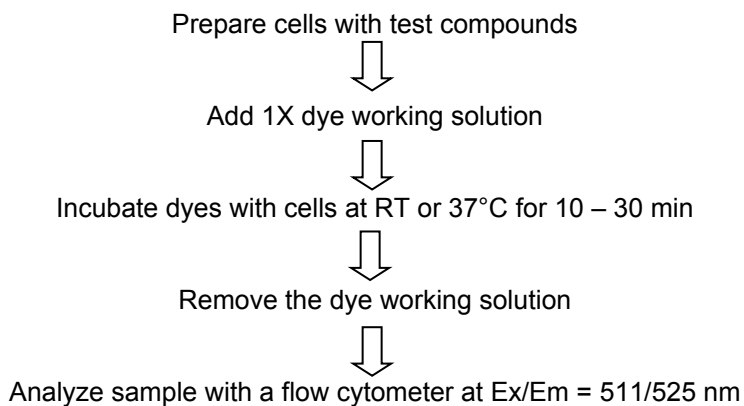 Prepare cells with test compounds
Add 1X dye working solution
Incubate dyes with cells at RT or 37°C for 10 – 30 min
Remove the dye working solution
Analyze sample with a flow cytometer at Ex/Em = 511/525 nm